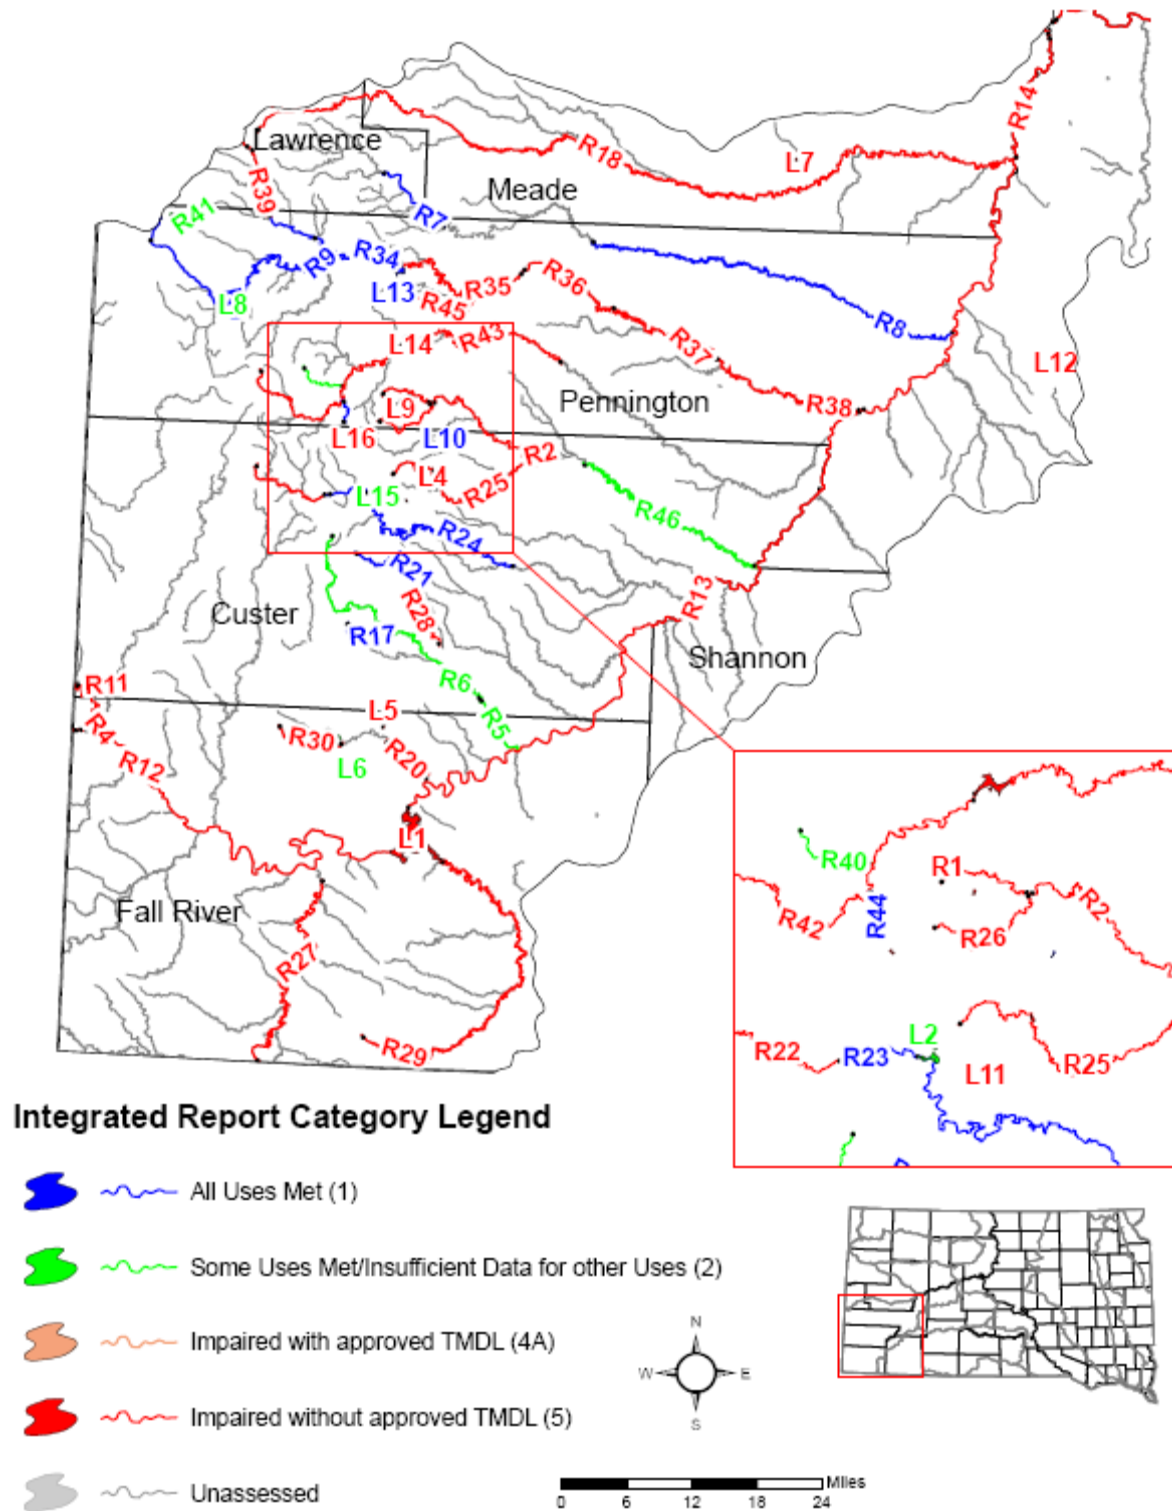 Lawrence
R14
R18
L7
R39
Meade
R41
R7
R34
R9
L8
L13
R35
R45
R36
R8
R43
L14
R37
L12
L9
Pennington
R38
L16
L10
R2
L4
R25
L15
R46
R24
R21
R28
R13
Custer
R17
Shannon
R6
R11
L5
R5
R4
R30
R20
R12
L6
L1
R40
R1
R2
Fall River
R42
R44
R26
R27
L2
R22
R23
L11
R25
R29
Integrated Report Category Legend
All Uses Met (1)
Some Uses Met/Insufficient Data for other Uses (2)
Impaired with approved TMDL (4A)
Impaired without approved TMDL (5)
Unassessed
N
W E
S
Miles
0 6 12 18 24